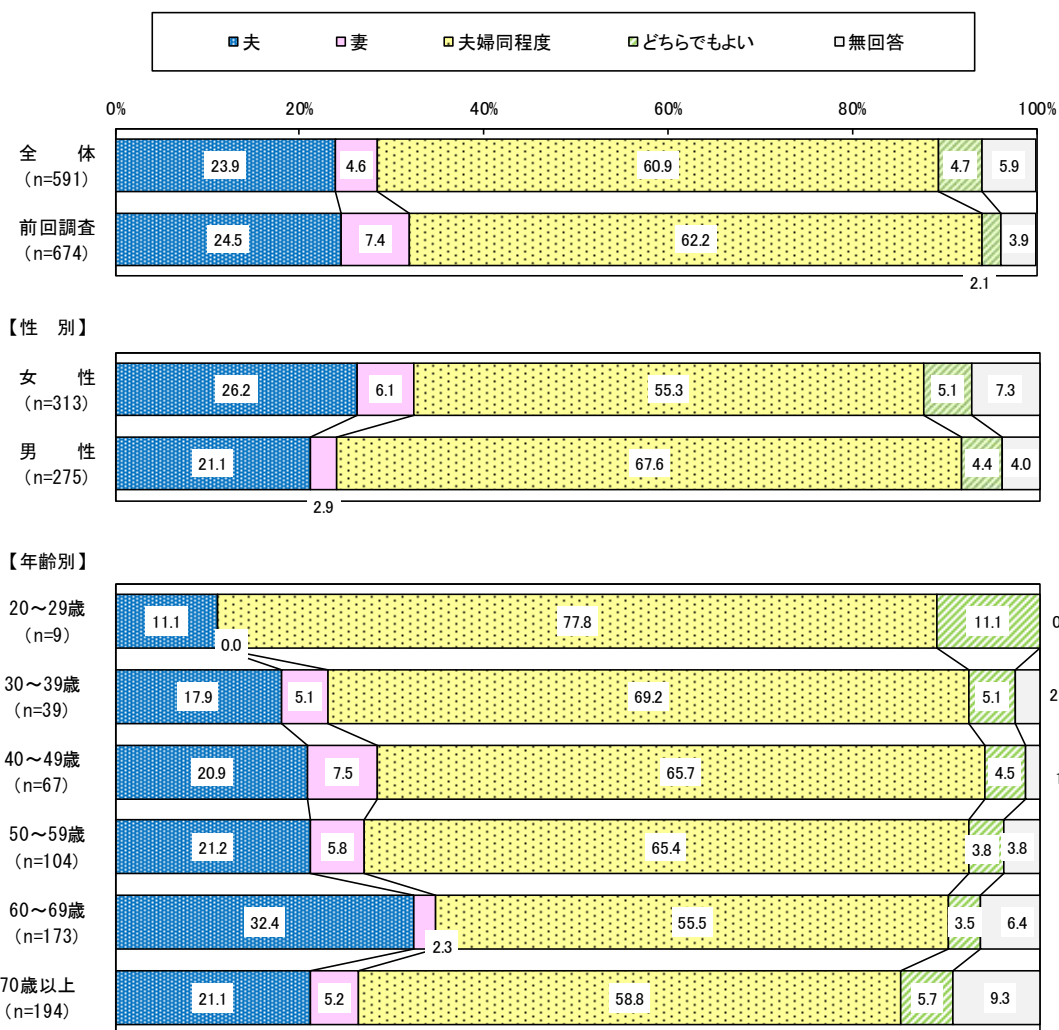 夫 妻 夫婦同程度 どちらでもよい 無回答
0% 20% 40% 60% 80% 100%
全 体
(n=591)
23.9 4.6 60.9 4.7 5.9
前回調査
(n=674)
24.5 7.4 62.2 3.9
2.1
【性 別】
女 性
(n=313)
26.2 6.1 55.3 5.1 7.3
男 性
(n=275)
21.1 67.6 4.4 4.0
2.9
【年齢別】
20～29歳
(n=9)
11.1 77.8 11.1
0.0
30～39歳
(n=39)
17.9 5.1 69.2 5.1
40～49歳
(n=67)
20.9 7.5 65.7 4.5
50～59歳
(n=104)
21.2 5.8 65.4 3.8 3.8
60～69歳
(n=173)
32.4 55.5 3.5 6.4
2.3
70歳以上
(n=194)
21.1 5.2 58.8 5.7 9.3